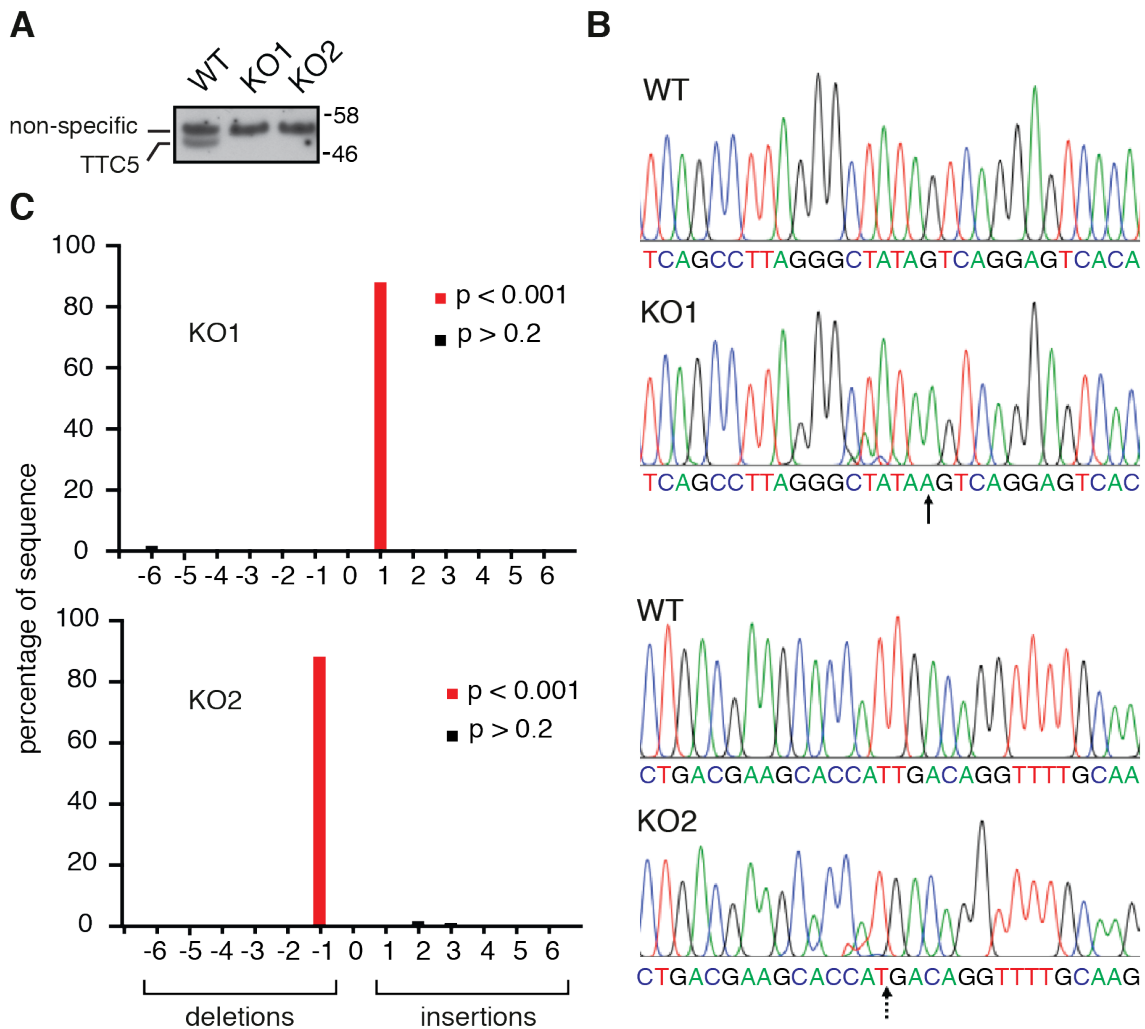 A
WT
KO1
KO2
non-specific
TTC5
-58
-46
B
WT
TCAGCCTTAGGGCTATAGTCAGGAGTCACA
KO1
TCAGCCTTAGGGCTATAAGTCAGGAGTCAC
WT
CTGACGAAGCACCATTGACAGGTTTTGCAA
KO2
CTGACGAAGCACCATGACAGGTTTTGCAAG
C
percentage of sequence
100
80
60
40
20
0
KO1
p < 0.001
p > 0.2
-6 -5 -4 -3 -2 -1 0 1 2 3 4 5 6
100
80
60
40
20
0
KO2
p < 0.001
p > 0.2
-6 -5 -4 -3 -2 -1 0 1 2 3 4 5 6
deletions
insertions